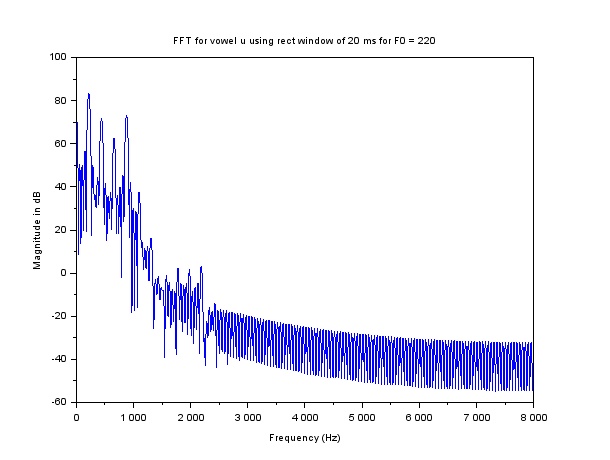 FFT for vowel u using rect window of 20 ms for F0 = 220
100
80
60
40
20
0
-20
-40
-60
Magnitude in dB
0 1 000 2 000 3 000 4 000 5 000 6 000 7 000 8 000
Frequency (Hz)